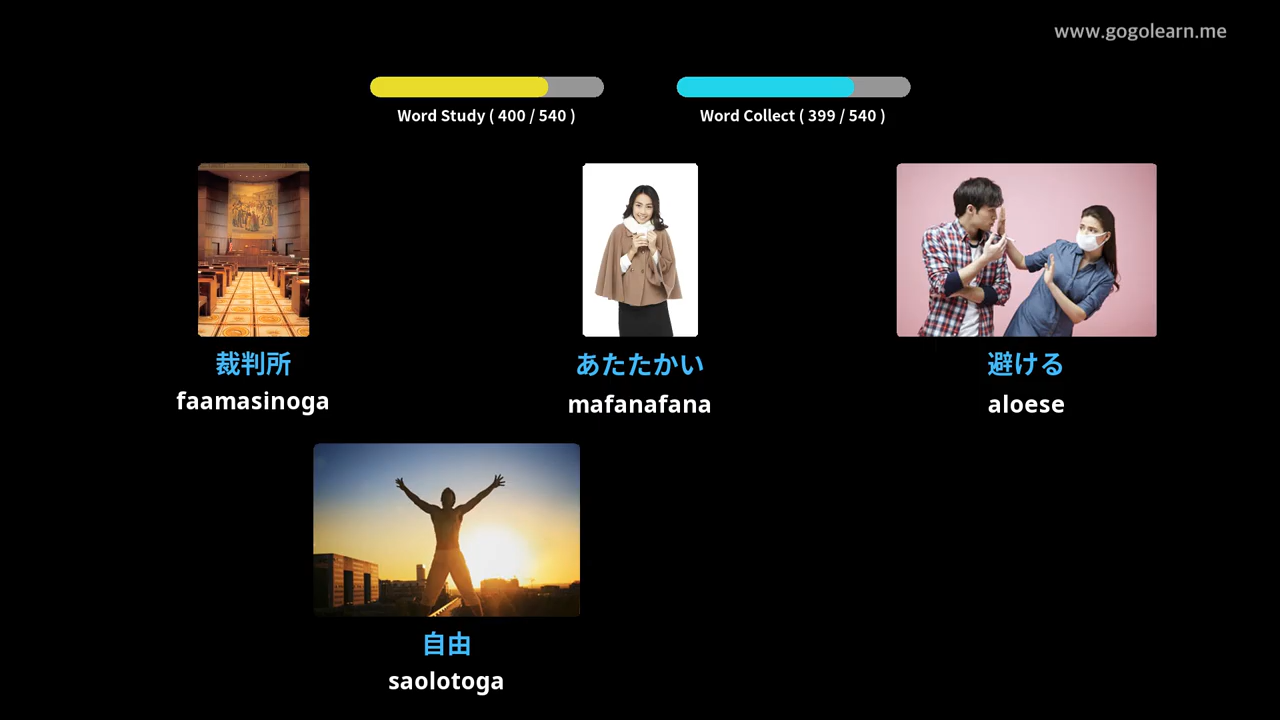 www.gogolearn.me
Word Study ( 400 / 540 )
Word Collect ( 399 / 540 )
裁判所
faamasinoga
あたたかい
mafanafana
避ける
aloese
自由
saolotoga